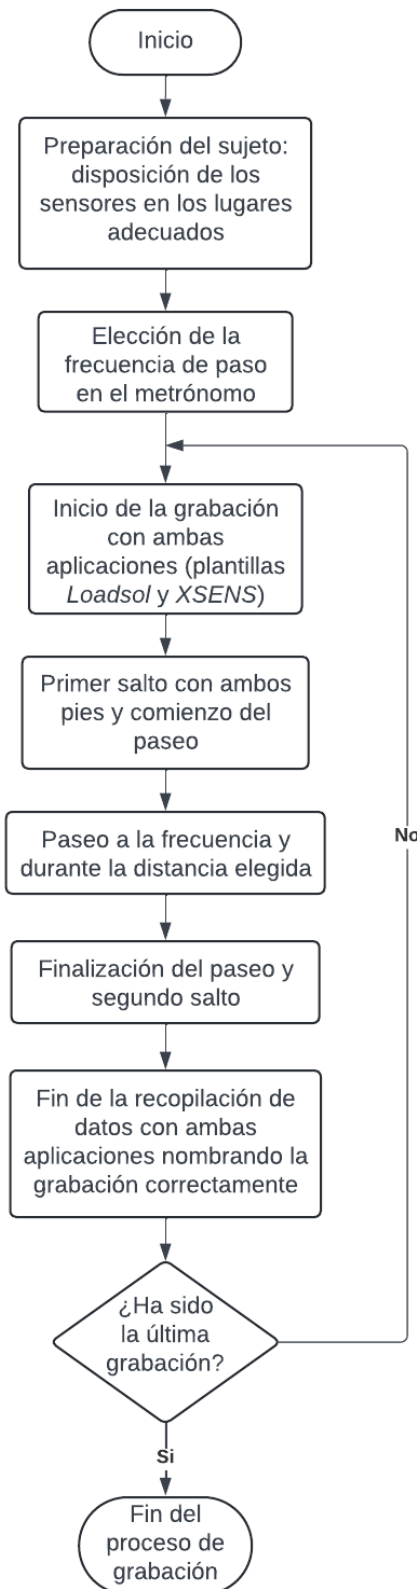 Inicio
Preparación del sujeto:
disposición de los
sensores en los lugares
adecuados
Elección de la
frecuencia de paso
en el metrónomo
Inicio de la grabación
con ambas
aplicaciones (plantillas
Loadsol y XSENS)
Primer salto con ambos
pies y comienzo del
paseo
Paseo a la frecuencia y
durante la distancia elegida
Finalización del paseo y
segundo salto
Fin de la recopilación de
datos con ambas
aplicaciones nombrando la
grabación correctamente
¿Ha sido
la última
grabación?
No
Si
Fin del
proceso de
grabación